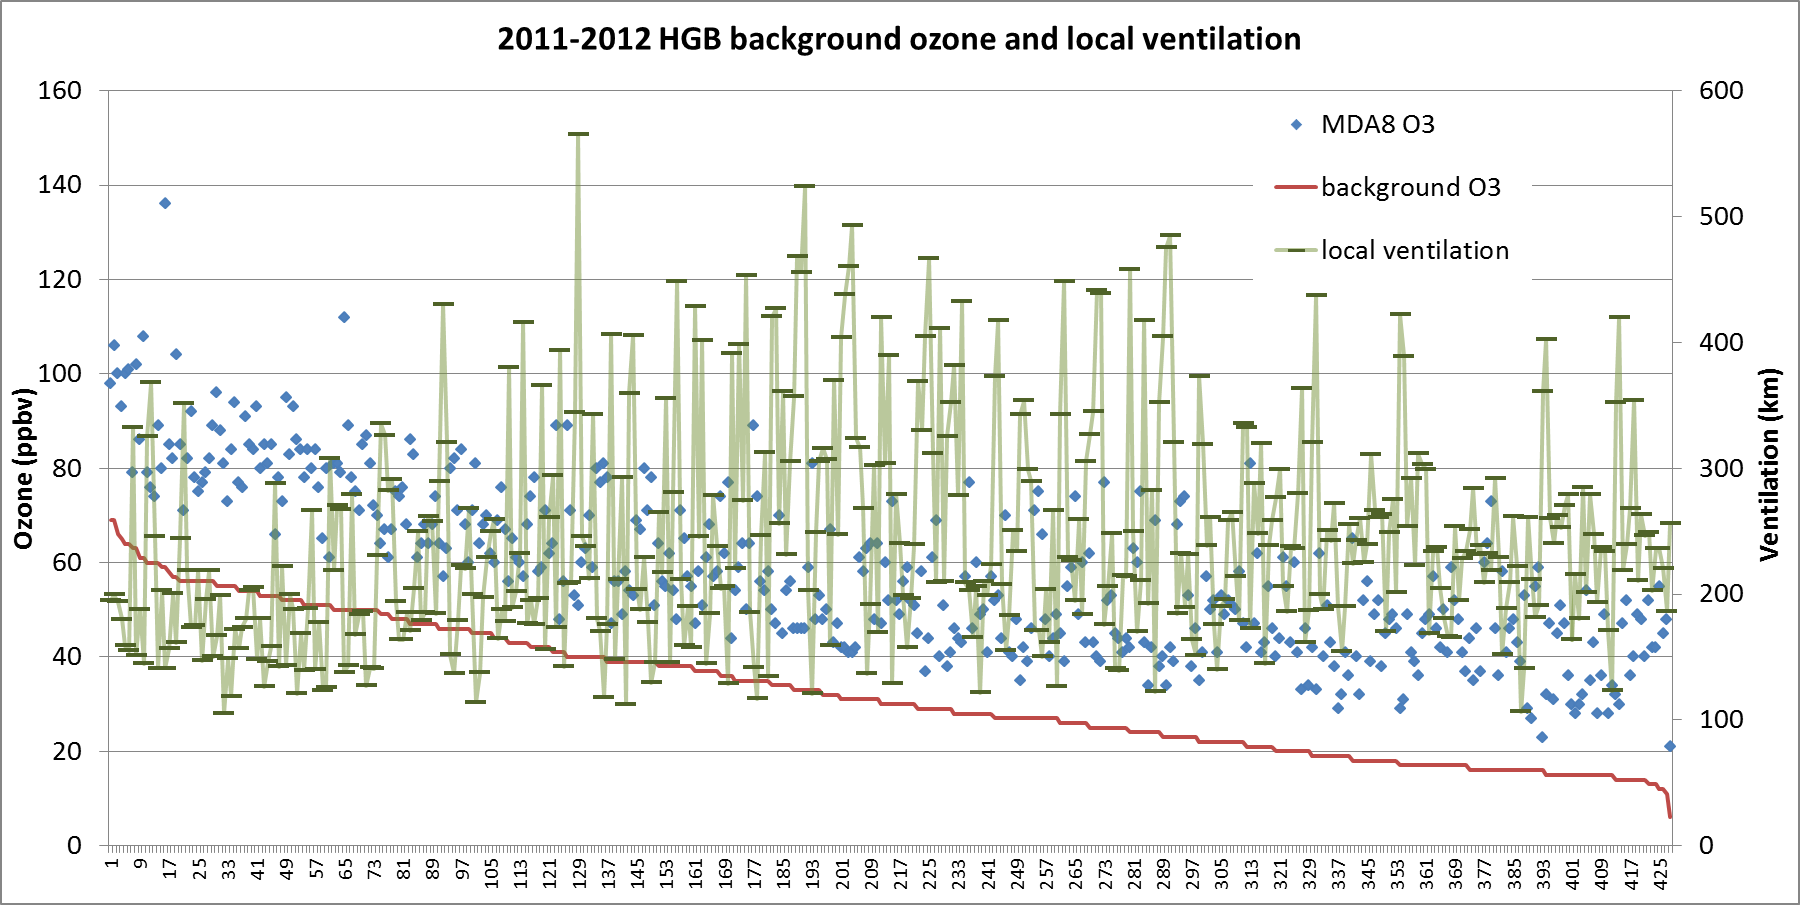 2011-2012 HGB background ozone and local ventilation
160
140
120
100
80
60
40
20
0
Ozone (ppbv)
600
500
400
300
200
100
0
Ventilation (km)
MDA8 O3
background O3
local ventilation
1 9 17 25 33 41 49 57 65 73 81 89 97 105 113 121 129 137 145 153 161 169 177 185 193 201 209 217 225 233 241 249 257 265 273 281 289 297 305 313 321 329 337 345 353 361 369 377 385 393 401 409 417 425